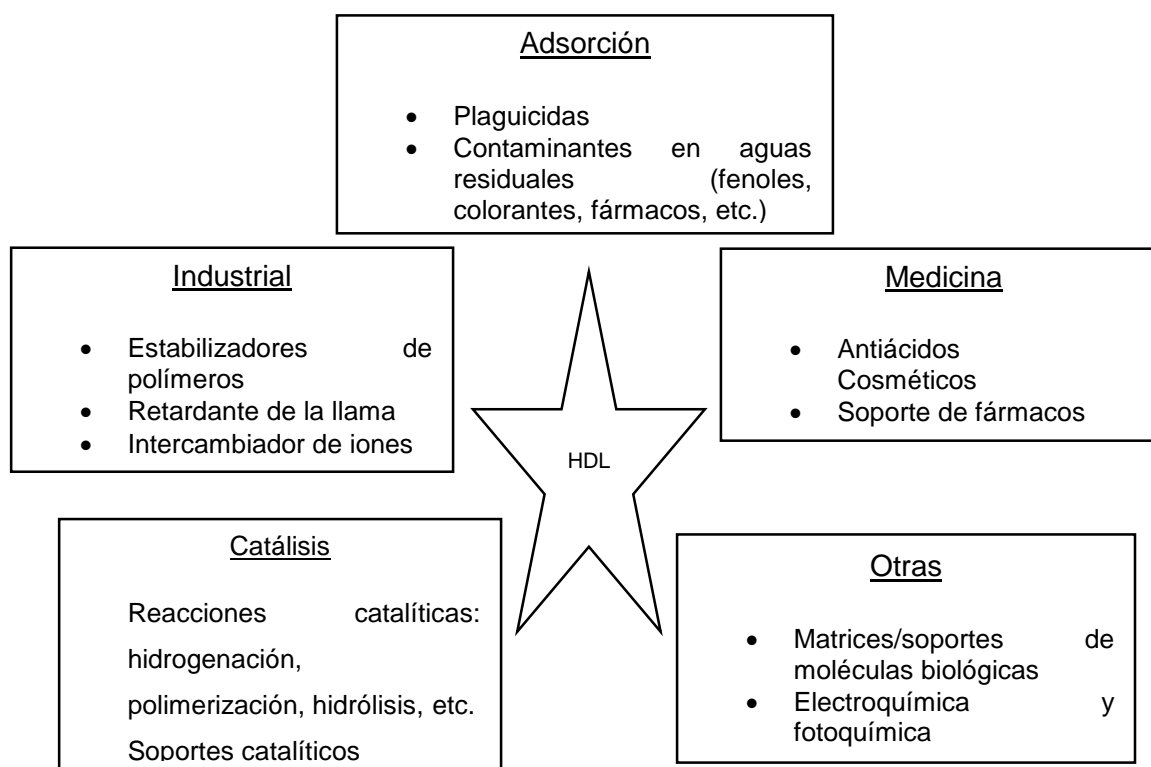 Adsorción
• Plaguicidas
• Contaminantes en aguas
residuales (fenoles,
colorantes, fármacos, etc.)
Industrial
• Estabilizadores de
polímeros
• Retardante de la llama
• Intercambiador de iones
Medicina
• Antiácidos
Cosméticos
• Soporte de fármacos
HDL
Catálisis
Reacciones catalíticas:
hidrogenación,
polimerización, hidrólisis, etc.
Soportes catalíticos
Otras
• Matrices/soportes de
moléculas biológicas
• Electroquímica y
fotoquímica